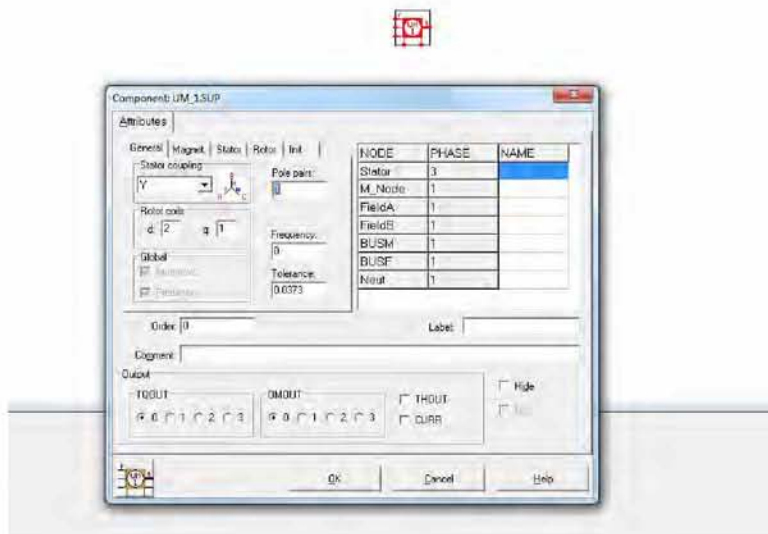 UM
1
Component: UM_1.SUP
Attributes
General Magnet. Stator Rotor Init
Stator coupling
Y
Pole pairs:
Rotor coils
d: 2 q: 1
Frequency:
0
Global
Tolerance:
0.0373
NODE PHASE NAME
Stator 3
M_Node 1
FieldA 1
FieldB 1
BUSM 1
BUSF 1
Neut 1
Order: 0
Label:
Comment:
Output
TQOUT
0 1 2 3
OMOUT
0 1 2 3
THOUT
CURR
Hide
OK Cancel Help